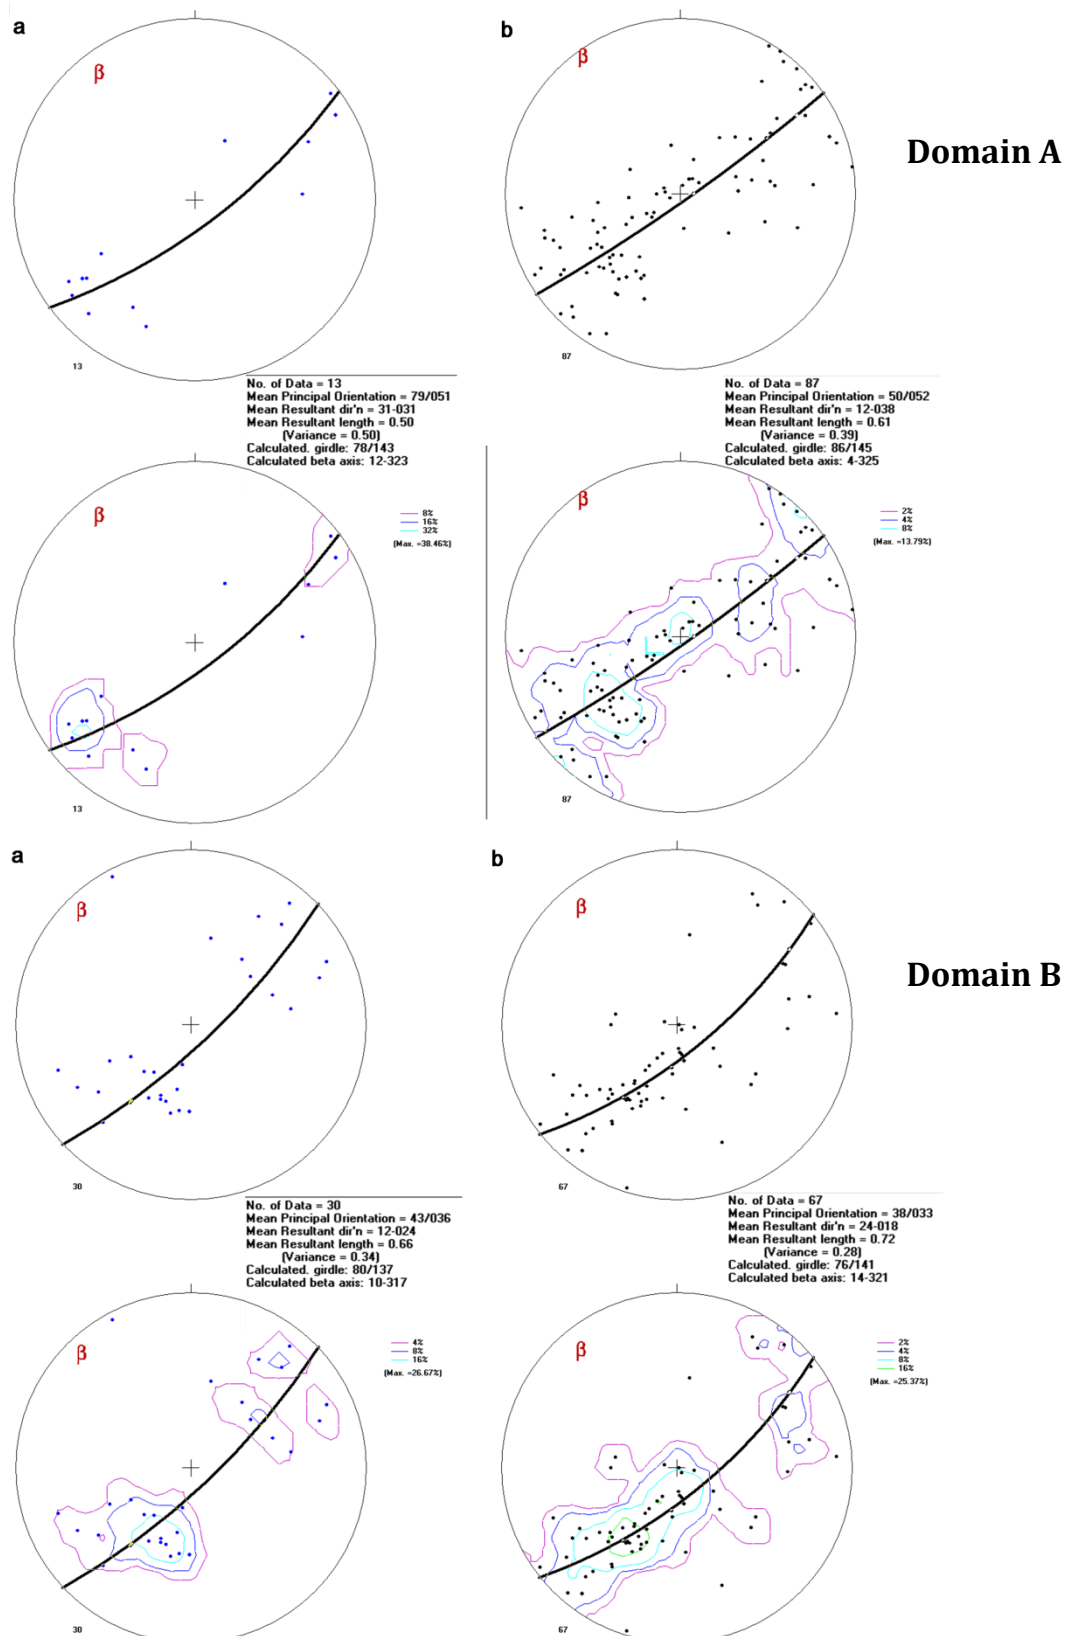 a
b
β
β
Domain A
13
87
No. of Data = 13
Mean Principal Orientation = 79/051
Mean Resultant dir'n = 31-031
Mean Resultant length = 0.50
(Variance = 0.50)
Calculated. girdle: 78/143
Calculated beta axis: 12-323
No. of Data = 87
Mean Principal Orientation = 50/052
Mean Resultant dir'n = 12-038
Mean Resultant length = 0.61
(Variance = 0.39)
Calculated. girdle: 86/145
Calculated beta axis: 4-325
β
8%
16%
32%
(Max. =38.46%)
β
2%
4%
8%
(Max. =13.79%)
13
87
a
b
β
β
Domain B
30
67
No. of Data = 30
Mean Principal Orientation = 43/036
Mean Resultant dir'n = 12-024
Mean Resultant length = 0.66
(Variance = 0.34)
Calculated. girdle: 80/137
Calculated beta axis: 10-317
No. of Data = 67
Mean Principal Orientation = 38/033
Mean Resultant dir'n = 24-018
Mean Resultant length = 0.72
(Variance = 0.28)
Calculated. girdle: 76/141
Calculated beta axis: 14-321
β
4%
8%
16%
(Max. =26.67%)
β
2%
4%
8%
16%
(Max. =25.37%)
30
67